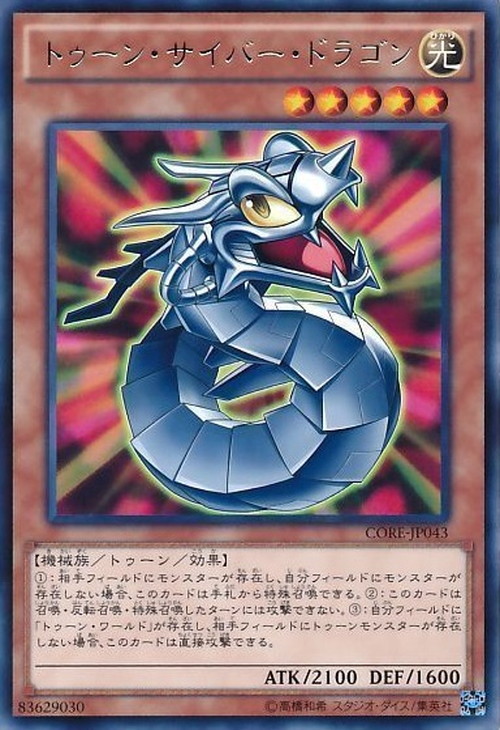 トゥーン・サイバー・ドラゴン
光
ひかり
CORE-JP043
【機械族／トゥーン／効果】
①：相手フィールドにモンスターが存在し、自分フィールドにモンスターが
存在しない場合、このカードは手札から特殊召喚できる。②：このカードは
召喚・反転召喚・特殊召喚したターンには攻撃できない。③：自分フィールドに
「トゥーン・ワールド」が存在し、相手フィールドにトゥーンモンスターが存在
しない場合、このカードは直接攻撃できる。
ATK/2100 DEF/1600
83629030
©高橋和希 スタジオ・ダイス/集英社